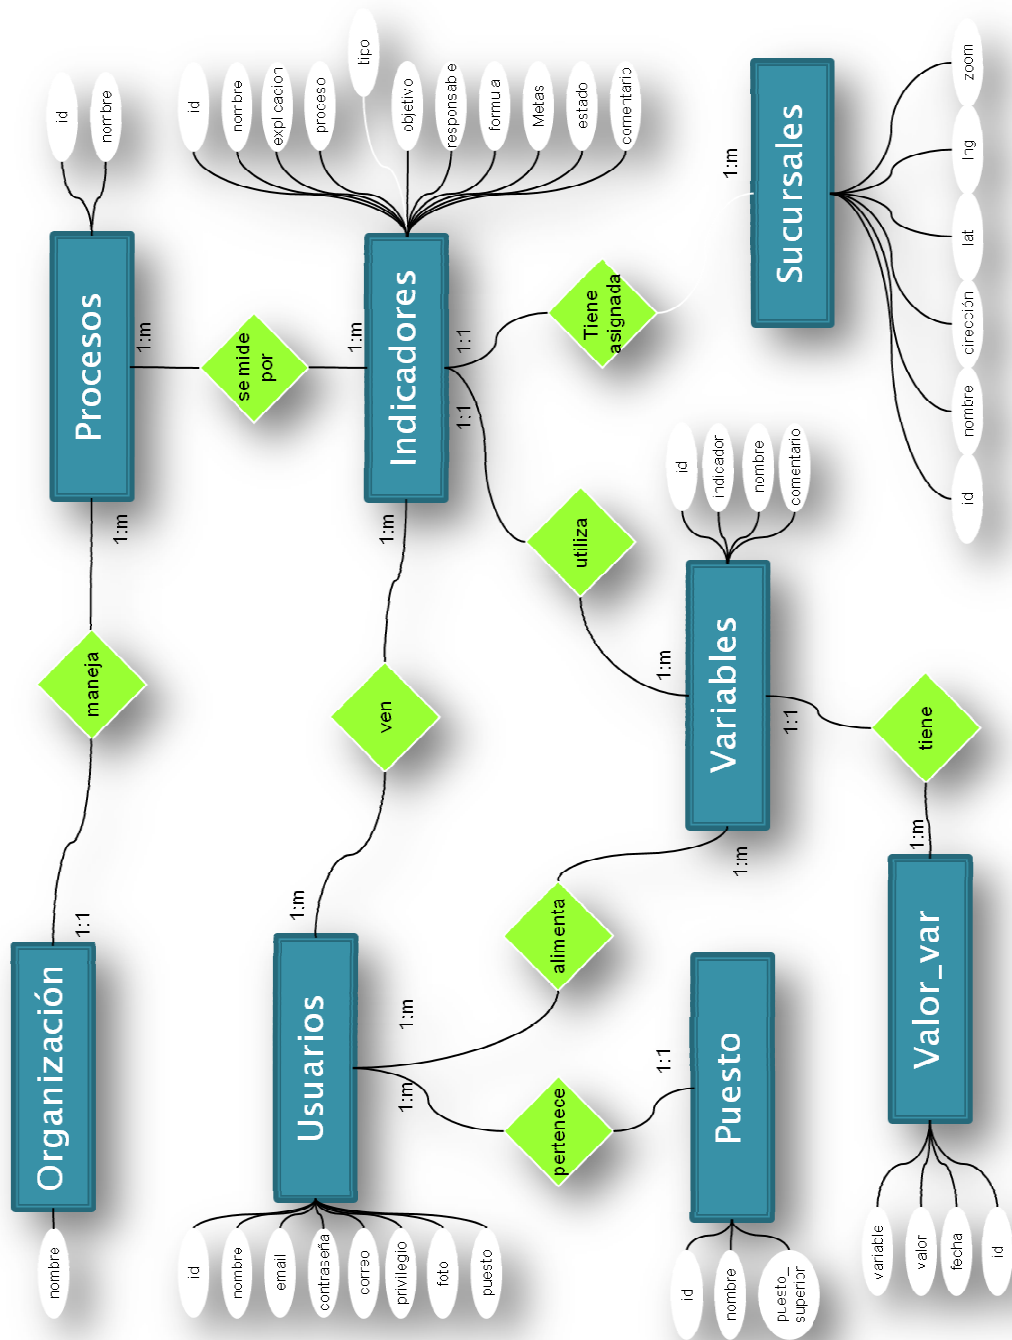 nombre
Organización
1:1
maneja
1:m
Procesos
id
nombre
1:m
se mide
por
1:m
id
nombre
email
contraseña
correo
privilegio
foto
puesto
Usuarios
1:m
ven
1:m
Indicadores
id
nombre
explicacion
proceso
tipo
objetivo
responsable
formula
Metas
estado
comentario
1:m
1:m
pertenece
1:1
alimenta
1:m
1:1
1:1
utiliza
1:m
Tiene
asignada
1:m
id
nombre
puesto_
superior
Puesto
Variables
id
indicador
nombre
comentario
Sucursales
1:1
tiene
1:m
variable
valor
fecha
id
Valor_var
id
nombre
cirección
lat
lng
zoom